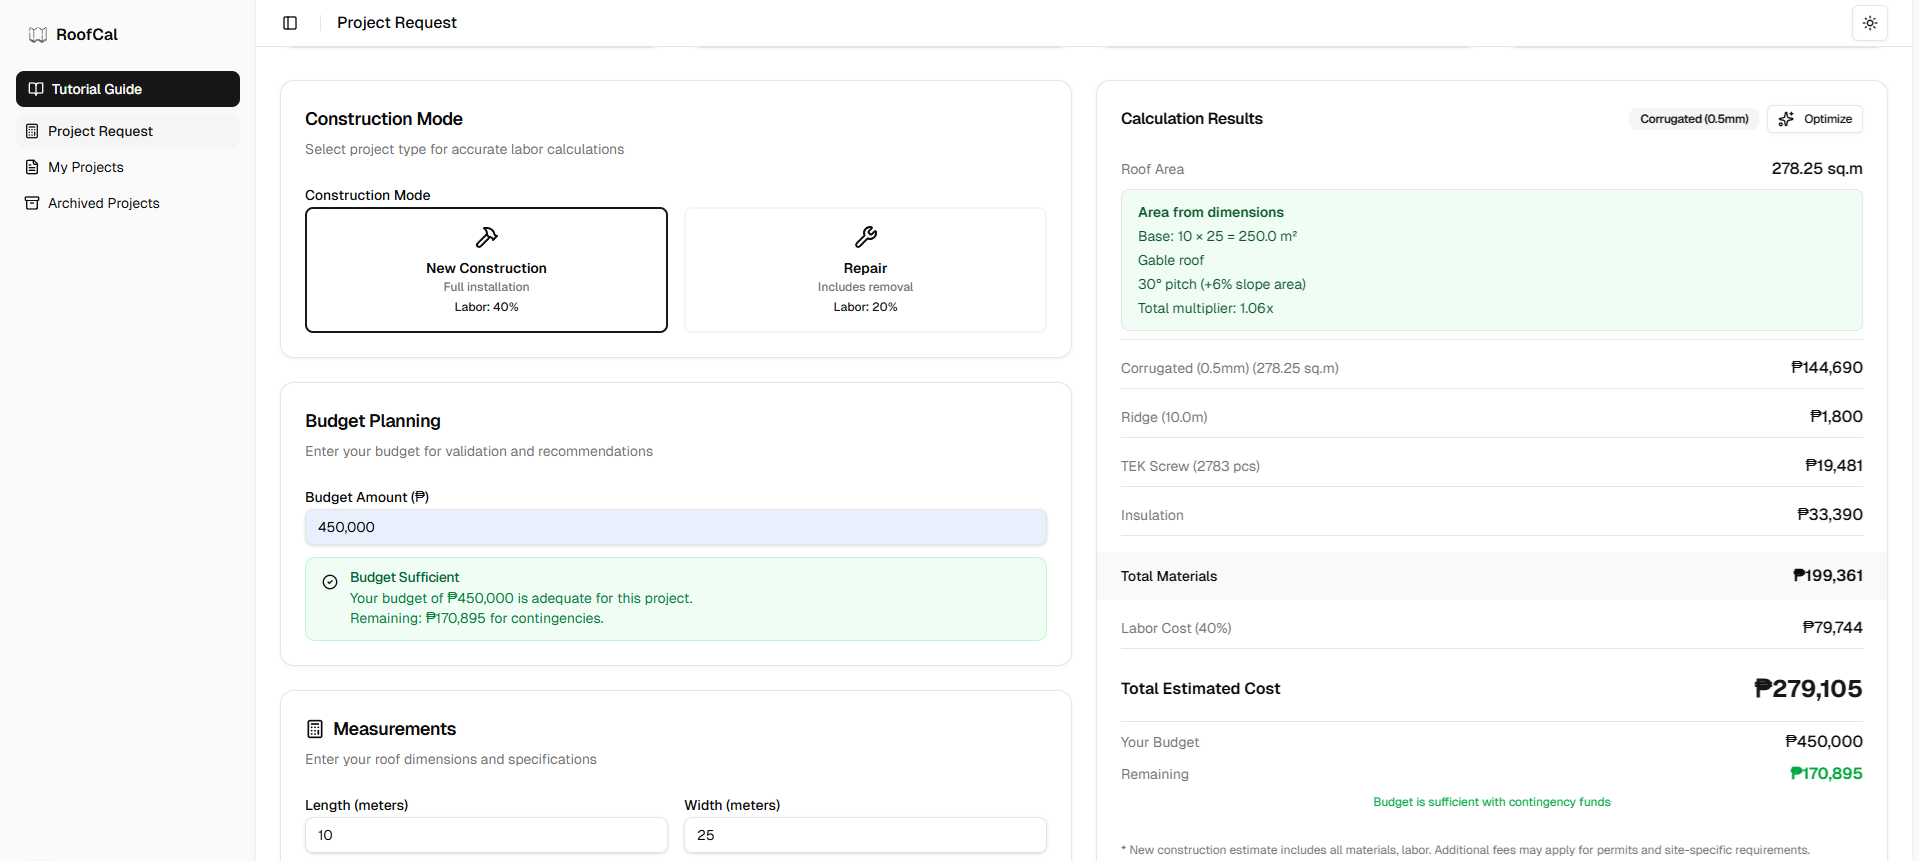 RoofCal
Tutorial Guide
Project Request
My Projects
Archived Projects
Project Request
Construction Mode
Select project type for accurate labor calculations
Construction Mode
New Construction
Full installation
Labor: 40%
Repair
Includes removal
Labor: 20%
Budget Planning
Enter your budget for validation and recommendations
Budget Amount (₱)
450,000
Budget Sufficient
Your budget of ₱450,000 is adequate for this project.
Remaining: ₱170,895 for contingencies.
Measurements
Enter your roof dimensions and specifications
Length (meters)
10
Width (meters)
25
Calculation Results
Corrugated (0.5mm)
Optimize
Roof Area 278.25 sq.m
Area from dimensions
Base: 10 × 25 = 250.0 m²
Gable roof
30° pitch (+6% slope area)
Total multiplier: 1.06x
Corrugated (0.5mm) (278.25 sq.m) ₱144,690
Ridge (10.0m) ₱1,800
TEK Screw (2783 pcs) ₱19,481
Insulation ₱33,390
Total Materials ₱199,361
Labor Cost (40%) ₱79,744
Total Estimated Cost ₱279,105
Your Budget ₱450,000
Remaining ₱170,895
Budget is sufficient with contingency funds
* New construction estimate includes all materials, labor. Additional fees may apply for permits and site-specific requirements.